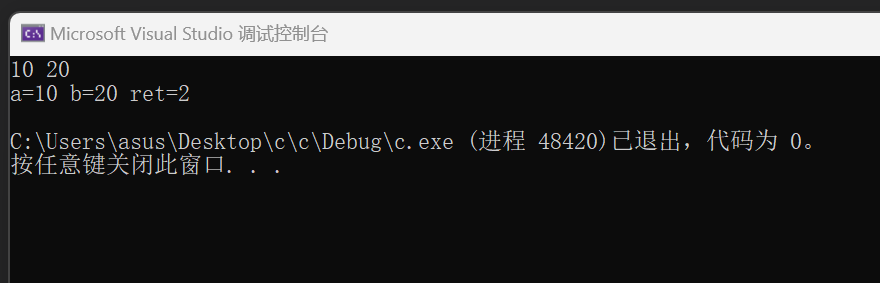 Microsoft Visual Studio 调试控制台
10 20
a=10 b=20 ret=2
C:\Users\asus\Desktop\c\c\Debug\c.exe (进程 48420)已退出，代码为 0。
按任意键关闭此窗口. . .